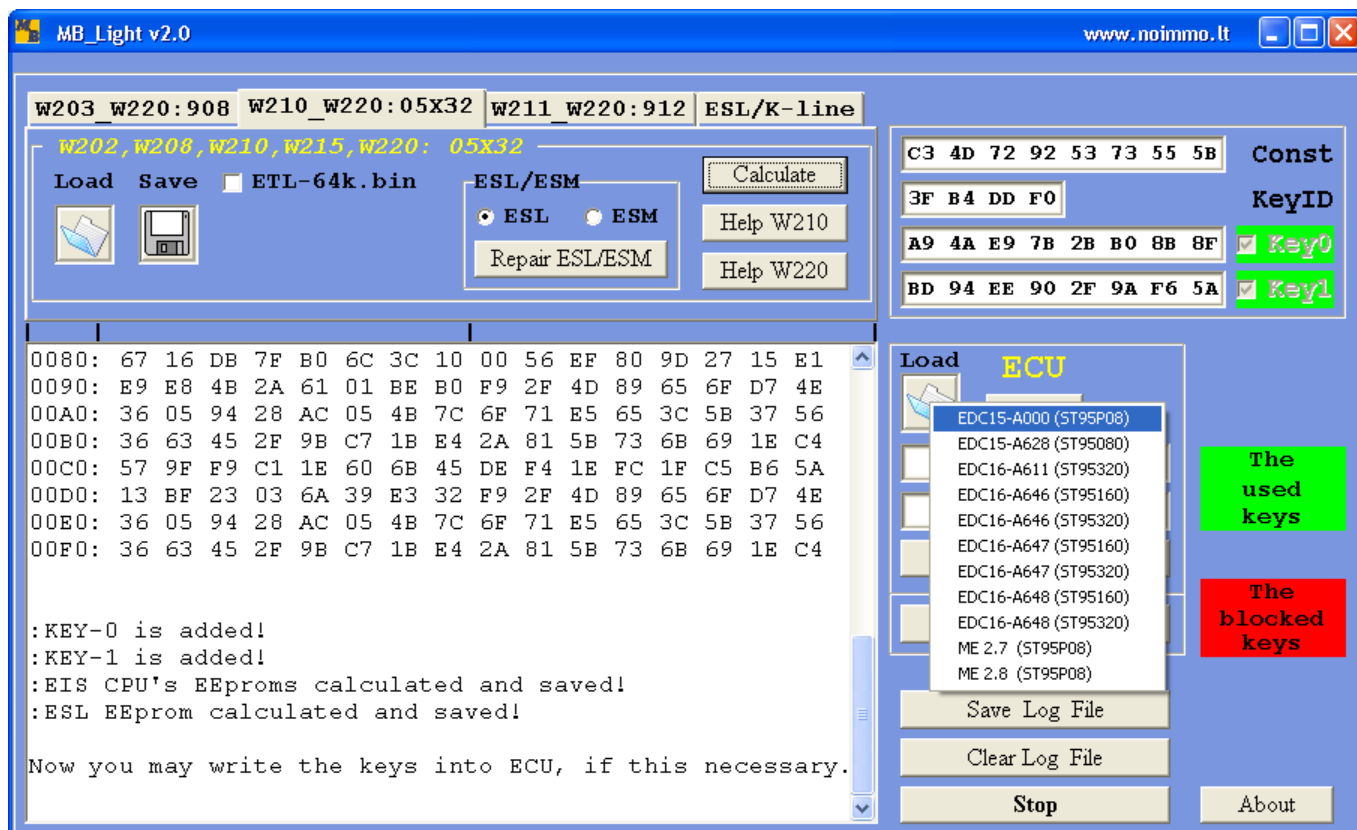 MB_Light v2.0
www.noimmo.lt
W203_W220:908
W210_W220:05X32
W211_W220:912
ESL/K-line
W202,W208,W210,W215,W220: 05X32
Load
Save
ETL-64k.bin
ESL/ESM
ESL
ESM
Repair ESL/ESM
Calculate
Help W210
Help W220
C3 4D 72 92 53 73 55 5B
Const
3F B4 DD F0
KeyID
A9 4A E9 7B 2B B0 8B 8F
Key0
BD 94 EE 90 2F 9A F6 5A
Key1
0080: 67 16 DB 7F B0 6C 3C 10 00 56 EF 80 9D 27 15 E1
0090: E9 E8 4B 2A 61 01 BE B0 F9 2F 4D 89 65 6F D7 4E
00A0: 36 05 94 28 AC 05 4B 7C 6F 71 E5 65 3C 5B 37 56
00B0: 36 63 45 2F 9B C7 1B E4 2A 81 5B 73 6B 69 1E C4
00C0: 57 9F F9 C1 1E 60 6B 45 DE F4 1E FC 1F C5 B6 5A
00D0: 13 BF 23 03 6A 39 E3 32 F9 2F 4D 89 65 6F D7 4E
00E0: 36 05 94 28 AC 05 4B 7C 6F 71 E5 65 3C 5B 37 56
00F0: 36 63 45 2F 9B C7 1B E4 2A 81 5B 73 6B 69 1E C4
:KEY-0 is added!
:KEY-1 is added!
:EIS CPU's EEproms calculated and saved!
:ESL EEprom calculated and saved!
Now you may write the keys into ECU, if this necessary.
Load
ECU
EDC15-A000 (ST95P08)
EDC15-A628 (ST95080)
EDC16-A611 (ST95320)
EDC16-A646 (ST95160)
EDC16-A646 (ST95320)
EDC16-A647 (ST95160)
EDC16-A647 (ST95320)
EDC16-A648 (ST95160)
EDC16-A648 (ST95320)
ME 2.7 (ST95P08)
ME 2.8 (ST95P08)
The
used
keys
The
blocked
keys
Save Log File
Clear Log File
Stop
About